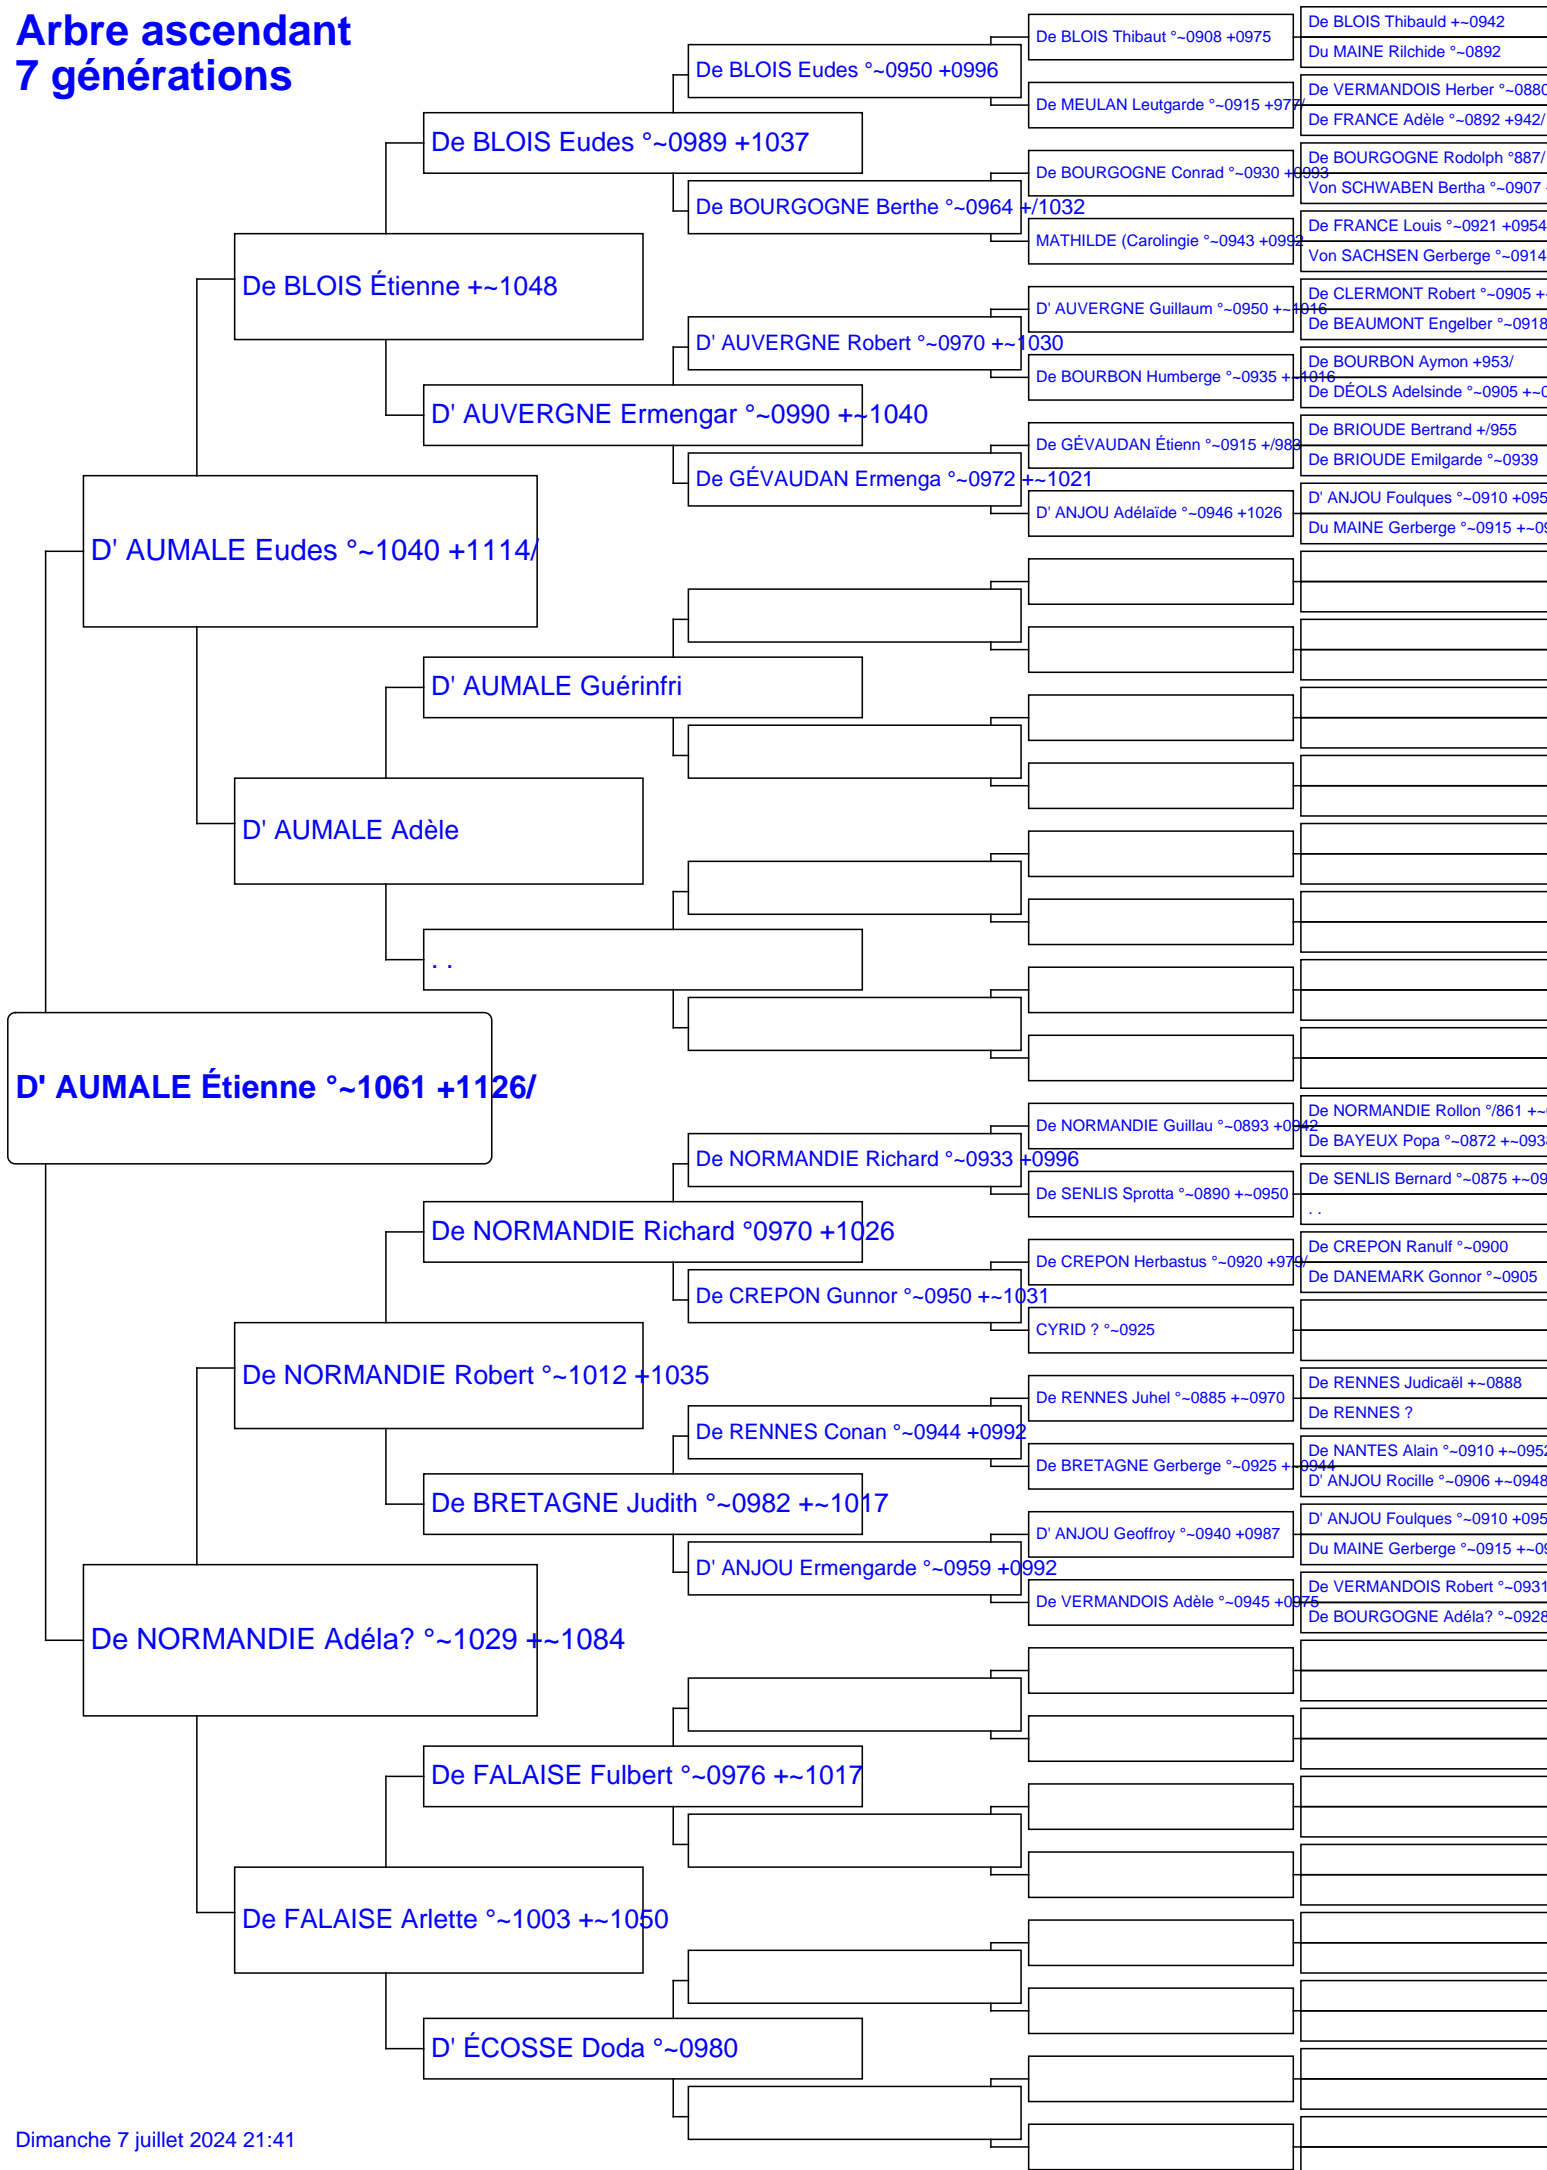 Arbre ascendant
7 générations
De BLOIS Thibauld +~0942
De BLOIS Thibaut °~0908 +0975
Du MAINE Rilchide °~0892
De BLOIS Eudes °~0950 +0996
De VERMANDOIS Herber °~0880
De MEULAN Leutgarde °~0915 +977/
De FRANCE Adèle °~0892 +942/
De BLOIS Eudes °~0989 +1037
De BOURGOGNE Rodolph °887/
De BOURGOGNE Conrad °~0930 +0993
Von SCHWABEN Bertha °~0907
De BOURGOGNE Berthe °~0964 +/1032
De FRANCE Louis °~0921 +0954
MATHILDE (Carolingie °~0943 +0992
Von SACHSEN Gerberge °~0914
De BLOIS Étienne +~1048
De CLERMONT Robert °~0905 +
D' AUVERGNE Guillaum °~0950 +~1016
De BEAUMONT Engelber °~0918
D' AUVERGNE Robert °~0970 +~1030
De BOURBON Aymon +953/
De BOURBON Humberge °~0935 +~1016
De DÉOLS Adelsinde °~0905 +~0
D' AUVERGNE Ermengar °~0990 +~1040
De BRIOUDE Bertrand +/955
De GÉVAUDAN Étienn °~0915 +/983
De BRIOUDE Emilgarde °~0939
De GÉVAUDAN Ermenga °~0972 +~1021
D' ANJOU Foulques °~0910 +095
D' ANJOU Adélaïde °~0946 +1026
Du MAINE Gerberge °~0915 +~09
D' AUMALE Eudes °~1040 +1114/
D' AUMALE Guérinfri
D' AUMALE Adèle
. .
D' AUMALE Étienne °~1061 +1126/
De NORMANDIE Rollon °/861 +~
De NORMANDIE Guillau °~0893 +0942
De BAYEUX Popa °~0872 +~0938
De NORMANDIE Richard °~0933 +0996
De SENLIS Bernard °~0875 +~09
De SENLIS Sprotta °~0890 +~0950
. .
De NORMANDIE Richard °0970 +1026
De CREPON Ranulf °~0900
De CREPON Herbastus °~0920 +979/
De DANEMARK Gonnor °~0905
De CREPON Gunnor °~0950 +~1031
CYRID ? °~0925
De NORMANDIE Robert °~1012 +1035
De RENNES Judicaël +~0888
De RENNES Juhel °~0885 +~0970
De RENNES ?
De RENNES Conan °~0944 +0992
De NANTES Alain °~0910 +~0952
De BRETAGNE Gerberge °~0925 +~0944
D' ANJOU Rocille °~0906 +~0948
De BRETAGNE Judith °~0982 +~1017
D' ANJOU Foulques °~0910 +095
D' ANJOU Geoffroy °~0940 +0987
Du MAINE Gerberge °~0915 +~09
D' ANJOU Ermengarde °~0959 +0992
De VERMANDOIS Robert °~0931
De VERMANDOIS Adèle °~0945 +0975
De BOURGOGNE Adéla? °~0928
De NORMANDIE Adéla? °~1029 +~1084
De FALAISE Fulbert °~0976 +~1017
De FALAISE Arlette °~1003 +~1050
D' ÉCOSSE Doda °~0980
Dimanche 7 juillet 2024 21:41